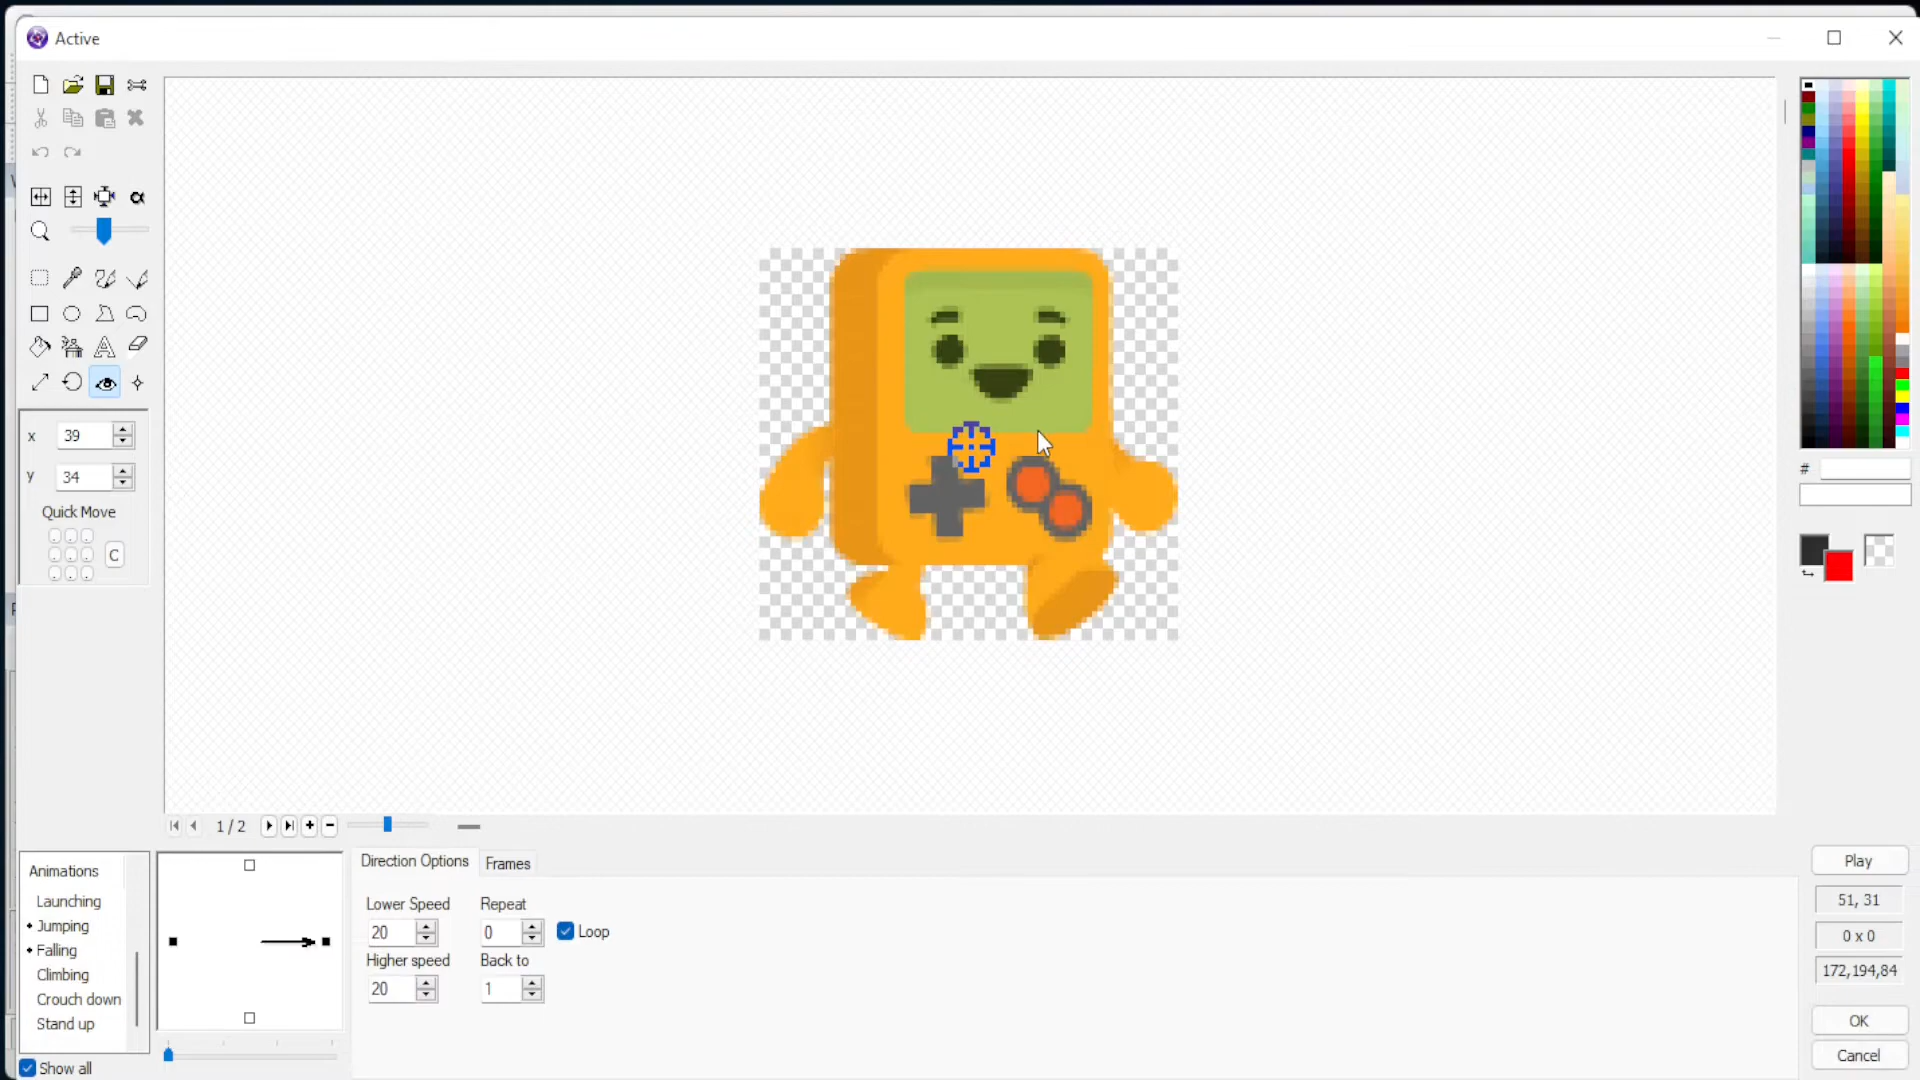 Active
x 39
y 34
Quick Move
C
#
1 / 2
Animations
Launching
Jumping
Falling
Climbing
Crouch down
Stand up
Show all
Direction Options Frames
Lower Speed Repeat
20 0 Loop
Higher speed Back to
20 1
Play
51, 31
0 x 0
172,194,84
OK
Cancel